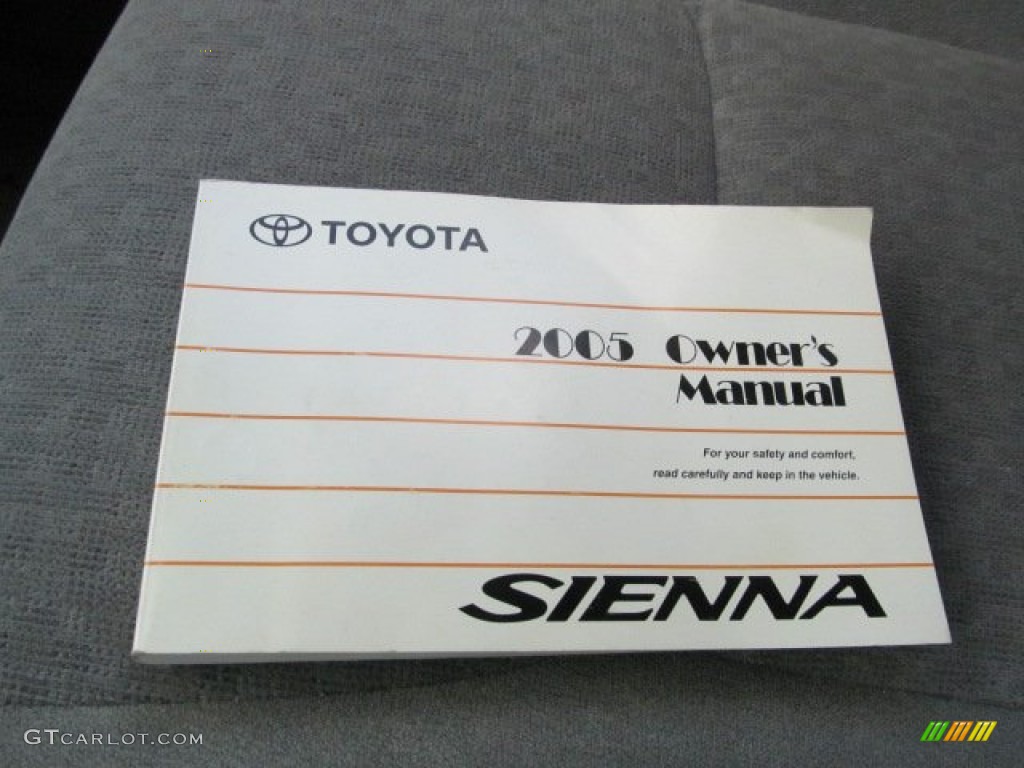 TOYOTA
2005 Owner's
Manual
For your safety and comfort,
read carefully and keep in the vehicle.
SIENNA
GTCARLOT.COM